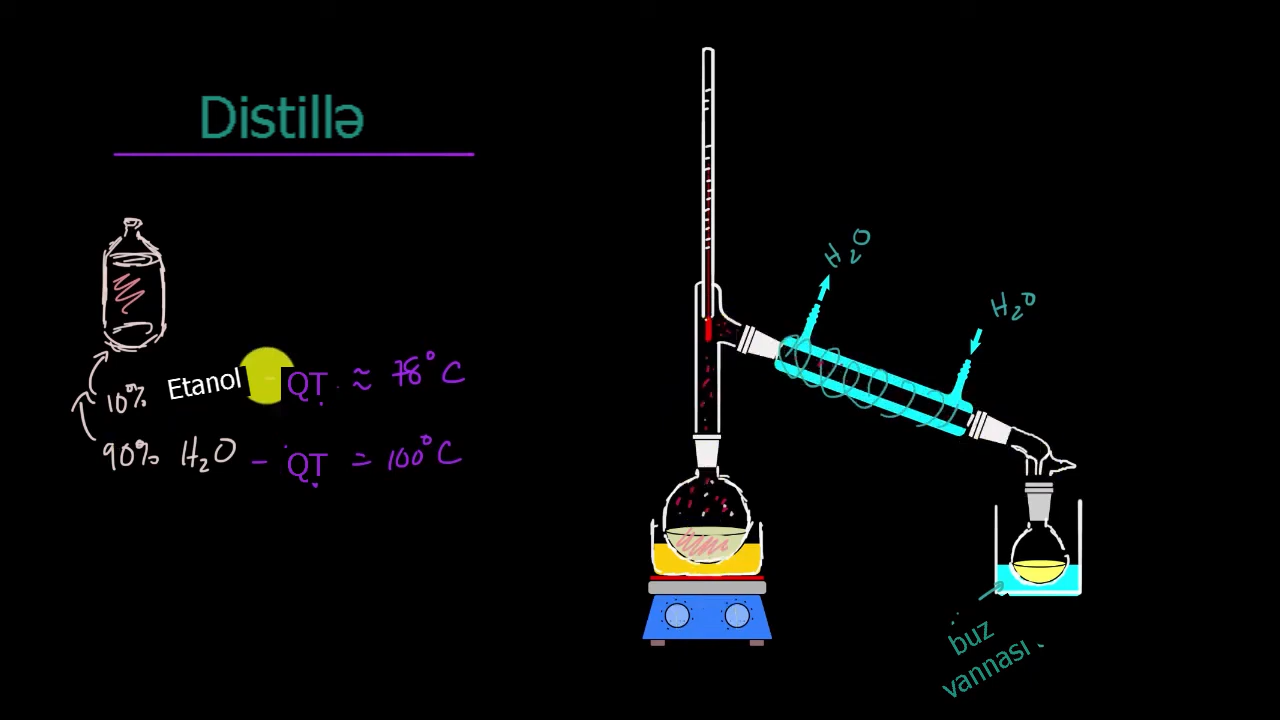 Distillə
H₂O
H₂O
10% Etanol - QT ≈ 78°C
90% H₂O - QT = 100°C
buz
vannası